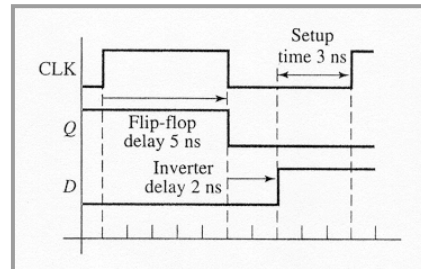 Setup
time 3 ns
CLK
Flip-flop
delay 5 ns
Q
Inverter
delay 2 ns
D